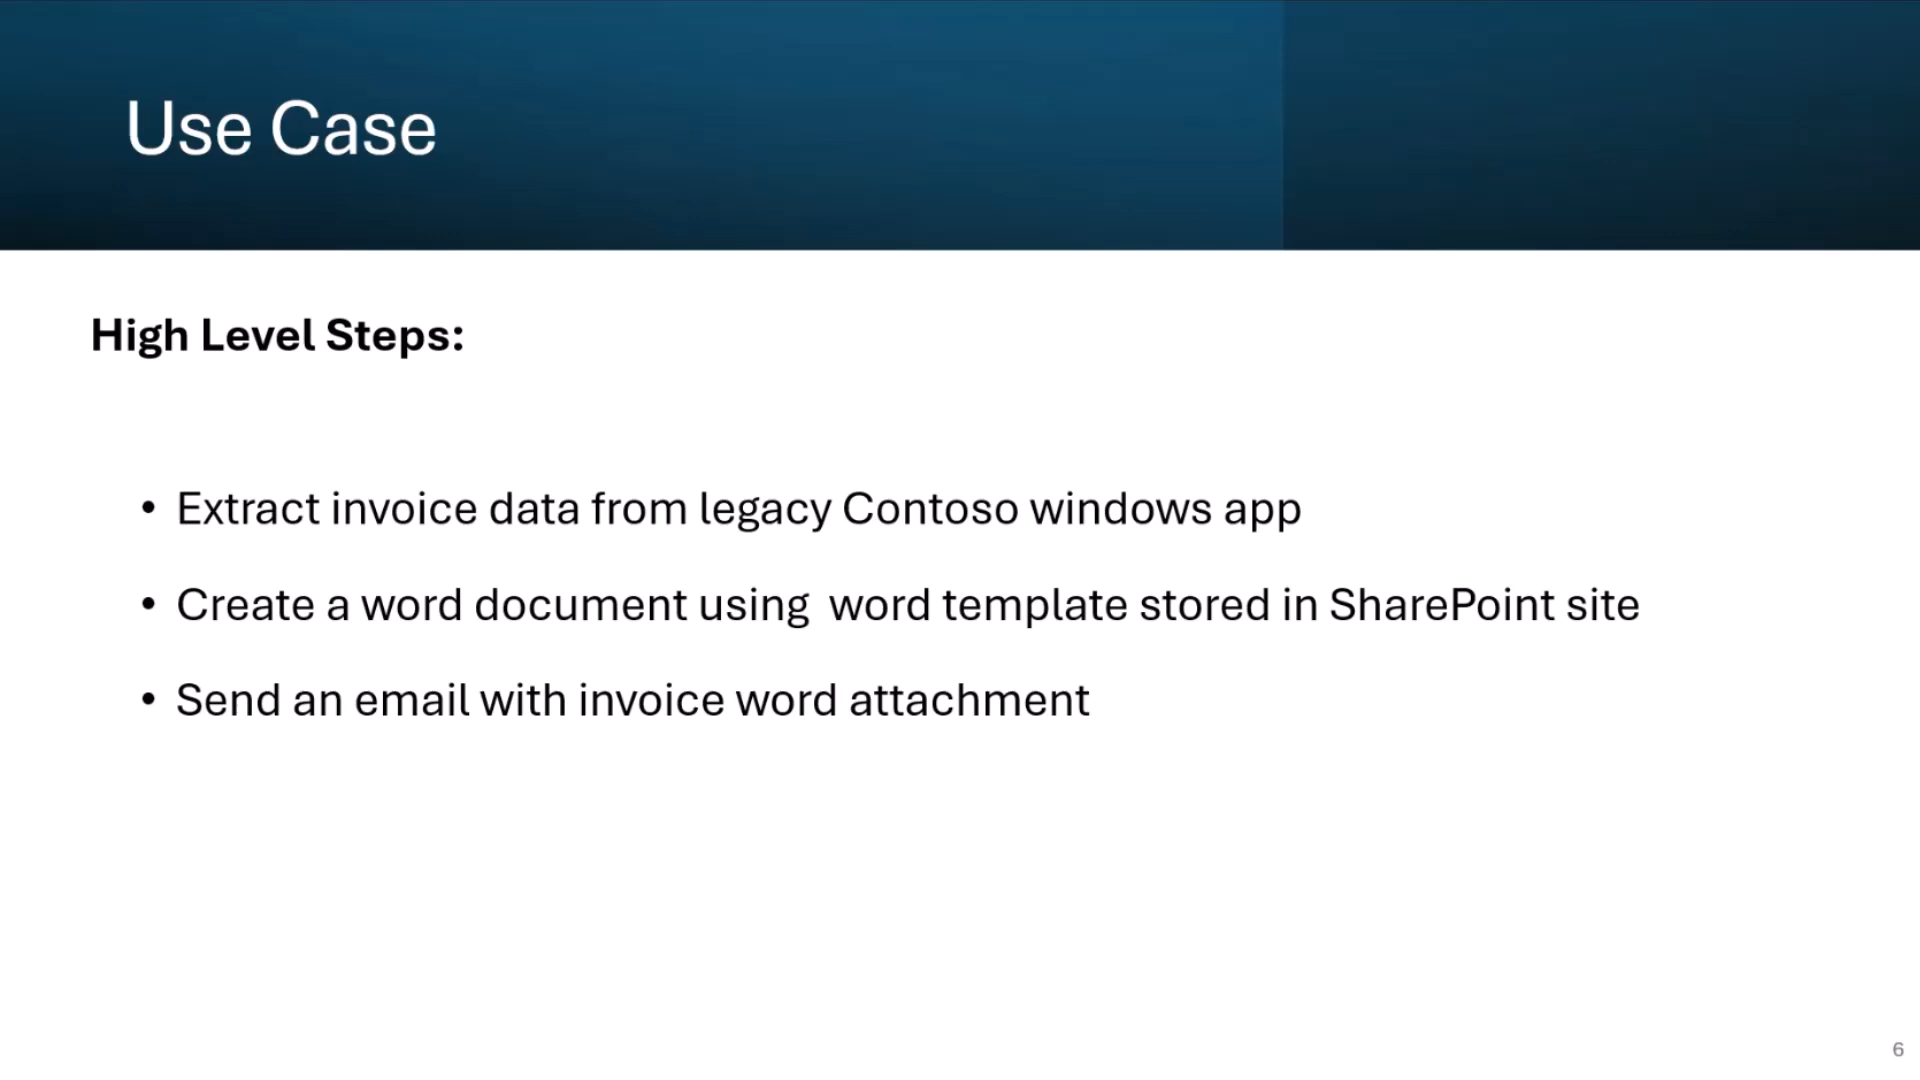 Use Case
High Level Steps:
• Extract invoice data from legacy Contoso windows app
• Create a word document using  word template stored in SharePoint site
• Send an email with invoice word attachment
6